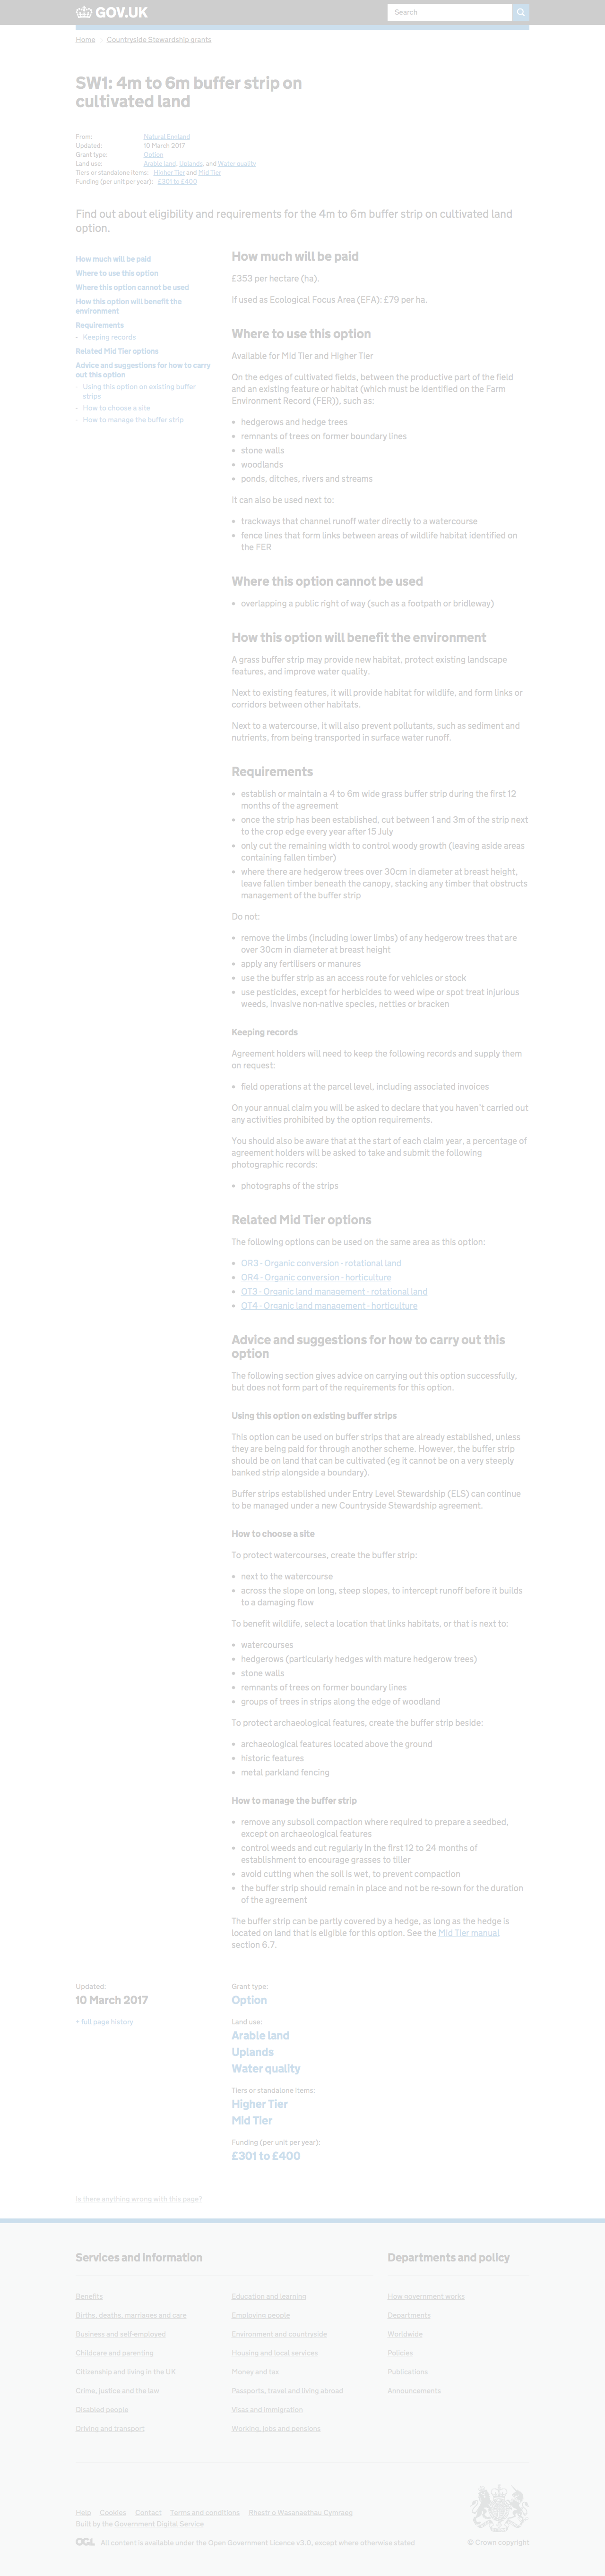 GOV.UK
Search
Home Countryside Stewardship grants
SW1: 4m to 6m buffer strip on
cultivated land
From: Natural England
Updated: 10 March 2017
Grant type: Option
Land use: Arable land, Uplands, and Water quality
Tiers or standalone items: Higher Tier and Mid Tier
Funding (per unit per year): £301 to £400
Find out about eligibility and requirements for the 4m to 6m buffer strip on cultivated land
option.
How much will be paid
Where to use this option
Where this option cannot be used
How this option will benefit the
environment
Requirements
- Keeping records
Related Mid Tier options
Advice and suggestions for how to carry
out this option
- Using this option on existing buffer
strips
- How to choose a site
- How to manage the buffer strip
How much will be paid
£353 per hectare (ha).
If used as Ecological Focus Area (EFA): £79 per ha.
Where to use this option
Available for Mid Tier and Higher Tier
On the edges of cultivated fields, between the productive part of the field
and an existing feature or habitat (which must be identified on the Farm
Environment Record (FER)), such as:
• hedgerows and hedge trees
• remnants of trees on former boundary lines
• stone walls
• woodlands
• ponds, ditches, rivers and streams
It can also be used next to:
• trackways that channel runoff water directly to a watercourse
• fence lines that form links between areas of wildlife habitat identified on
the FER
Where this option cannot be used
• overlapping a public right of way (such as a footpath or bridleway)
How this option will benefit the environment
A grass buffer strip may provide new habitat, protect existing landscape
features, and improve water quality.
Next to existing features, it will provide habitat for wildlife, and form links or
corridors between other habitats.
Next to a watercourse, it will also prevent pollutants, such as sediment and
nutrients, from being transported in surface water runoff.
Requirements
• establish or maintain a 4 to 6m wide grass buffer strip during the first 12
months of the agreement
• once the strip has been established, cut between 1 and 3m of the strip next
to the crop edge every year after 15 July
• only cut the remaining width to control woody growth (leaving aside areas
containing fallen timber)
• where there are hedgerow trees over 30cm in diameter at breast height,
leave fallen timber beneath the canopy, stacking any timber that obstructs
management of the buffer strip
Do not:
• remove the limbs (including lower limbs) of any hedgerow trees that are
over 30cm in diameter at breast height
• apply any fertilisers or manures
• use the buffer strip as an access route for vehicles or stock
• use pesticides, except for herbicides to weed wipe or spot treat injurious
weeds, invasive non-native species, nettles or bracken
Keeping records
Agreement holders will need to keep the following records and supply them
on request:
• field operations at the parcel level, including associated invoices
On your annual claim you will be asked to declare that you haven't carried out
any activities prohibited by the option requirements.
You should also be aware that at the start of each claim year, a percentage of
agreement holders will be asked to take and submit the following
photographic records:
• photographs of the strips
Related Mid Tier options
The following options can be used on the same area as this option:
• OR3 - Organic conversion - rotational land
• OR4 - Organic conversion - horticulture
• OT3 - Organic land management - rotational land
• OT4 - Organic land management - horticulture
Advice and suggestions for how to carry out this
option
The following section gives advice on carrying out this option successfully,
but does not form part of the requirements for this option.
Using this option on existing buffer strips
This option can be used on buffer strips that are already established, unless
they are being paid for through another scheme. However, the buffer strip
should be on land that can be cultivated (eg it cannot be on a very steeply
banked strip alongside a boundary).
Buffer strips established under Entry Level Stewardship (ELS) can continue
to be managed under a new Countryside Stewardship agreement.
How to choose a site
To protect watercourses, create the buffer strip:
• next to the watercourse
• across the slope on long, steep slopes, to intercept runoff before it builds
to a damaging flow
To benefit wildlife, select a location that links habitats, or that is next to:
• watercourses
• hedgerows (particularly hedges with mature hedgerow trees)
• stone walls
• remnants of trees on former boundary lines
• groups of trees in strips along the edge of woodland
To protect archaeological features, create the buffer strip beside:
• archaeological features located above the ground
• historic features
• metal parkland fencing
How to manage the buffer strip
• remove any subsoil compaction where required to prepare a seedbed,
except on archaeological features
• control weeds and cut regularly in the first 12 to 24 months of
establishment to encourage grasses to tiller
• avoid cutting when the soil is wet, to prevent compaction
• the buffer strip should remain in place and not be re-sown for the duration
of the agreement
The buffer strip can be partly covered by a hedge, as long as the hedge is
located on land that is eligible for this option. See the Mid Tier manual
section 6.7.
Updated:
10 March 2017
+ full page history
Grant type:
Option
Land use:
Arable land
Uplands
Water quality
Tiers or standalone items:
Higher Tier
Mid Tier
Funding (per unit per year):
£301 to £400
Is there anything wrong with this page?
Services and information
Benefits
Births, deaths, marriages and care
Business and self-employed
Childcare and parenting
Citizenship and living in the UK
Crime, justice and the law
Disabled people
Driving and transport
Education and learning
Employing people
Environment and countryside
Housing and local services
Money and tax
Passports, travel and living abroad
Visas and immigration
Working, jobs and pensions
Departments and policy
How government works
Departments
Worldwide
Policies
Publications
Announcements
Help Cookies Contact Terms and conditions Rhestr o Wasanaethau Cymraeg
Built by the Government Digital Service
OGL All content is available under the Open Government Licence v3.0, except where otherwise stated
© Crown copyright